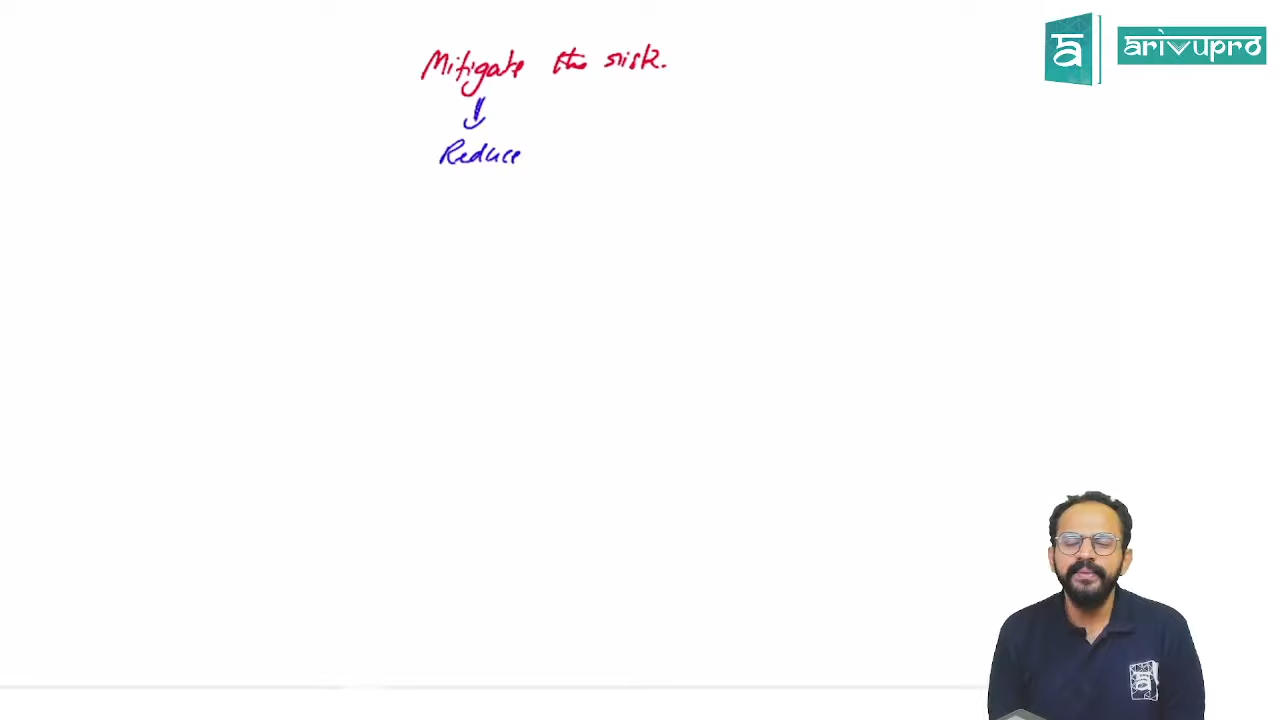 Mitigate the risk.
Reduce
ā arivupro
ā